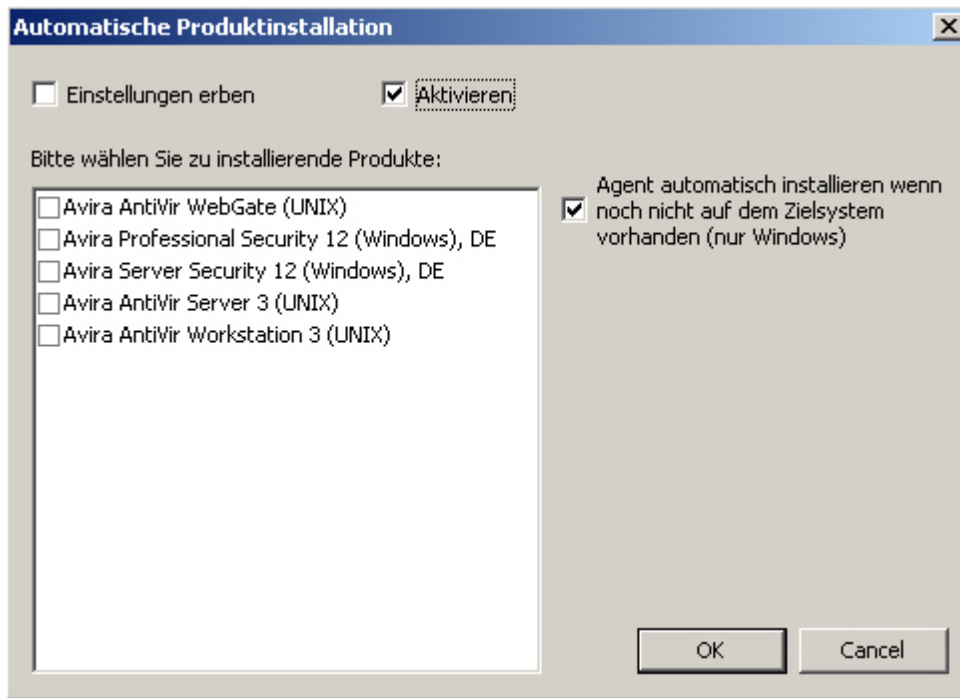 Automatische Produktinstallation
Einstellungen erben
Aktivieren
Bitte wählen Sie zu installierende Produkte:
Avira AntiVir WebGate (UNIX)
Avira Professional Security 12 (Windows), DE
Avira Server Security 12 (Windows), DE
Avira AntiVir Server 3 (UNIX)
Avira AntiVir Workstation 3 (UNIX)
Agent automatisch installieren wenn
noch nicht auf dem Zielsystem
vorhanden (nur Windows)
OK
Cancel